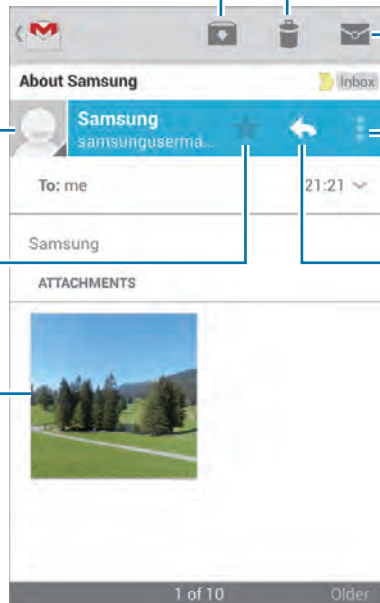 About Samsung
Inbox
Samsung
samsunguserma...
To: me
21:21
Samsung
ATTACHMENTS
1 of 10
Older